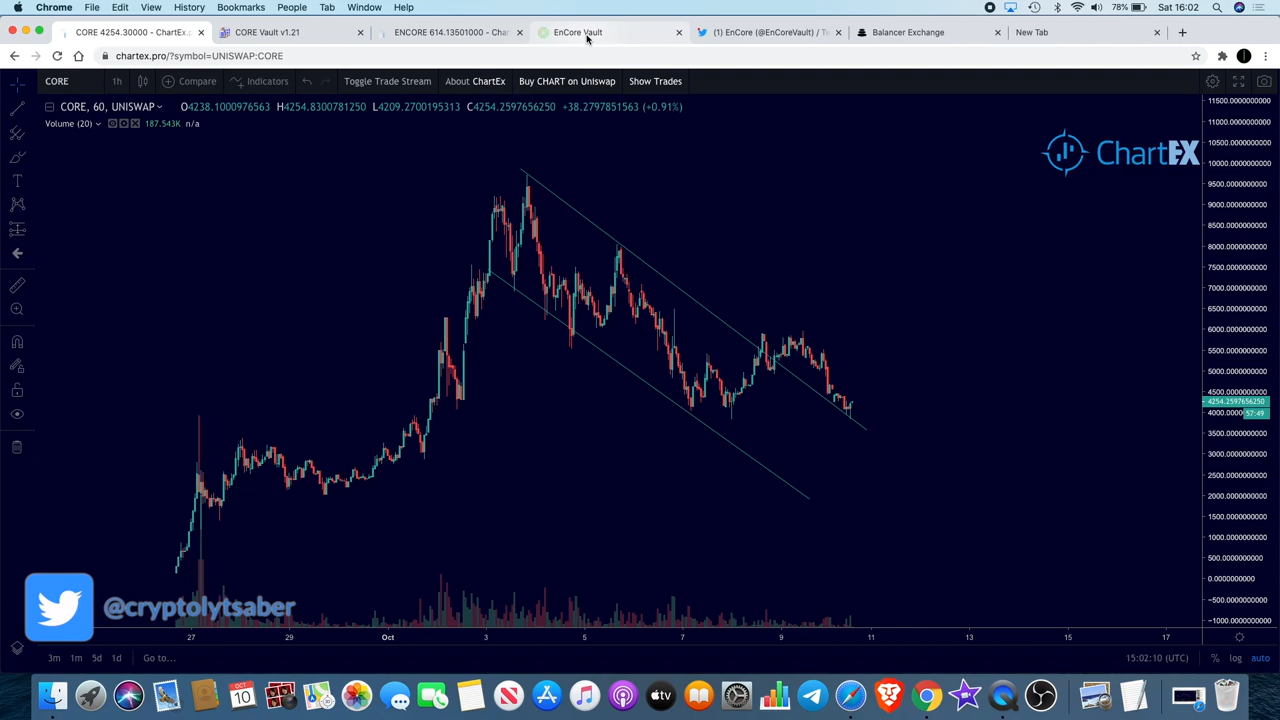 Chrome File Edit View History Bookmarks People Tab Window Help 78% Sat 16:02
CORE 4254.30000 - ChartEx.p CORE Vault v1.21 ENCORE 614.13501000 - Char EnCore Vault (1) EnCore (@EnCoreVault) / T Balancer Exchange New Tab
chartex.pro/?symbol=UNISWAP:CORE
CORE 1h Compare Indicators Toggle Trade Stream About ChartEx Buy CHART on Uniswap Show Trades
CORE, 60, UNISWAP O4238.1000976563 H4254.8300781250 L4209.2700195313 C4254.2597656250 +38.2797851563 (+0.91%)
Volume (20) 187.543K n/a
ChartEX
11500.0000000000
11000.0000000000
10500.0000000000
10000.0000000000
9500.0000000000
9000.0000000000
8500.0000000000
8000.0000000000
7500.0000000000
7000.0000000000
6500.0000000000
6000.0000000000
5500.0000000000
5000.0000000000
4500.0000000000
4254.2597656250
4000.0000 57:49
3500.0000000000
3000.0000000000
2500.0000000000
2000.0000000000
1500.0000000000
1000.0000000000
500.0000000000
0.0000000000
-500.0000000000
-1000.0000000000
@cryptolytsaber
27 29 Oct 3 5 7 9 11 13 15 17
3m 1m 5d 1d Go to... 15:02:10 (UTC) % log auto
OCT
10
tv